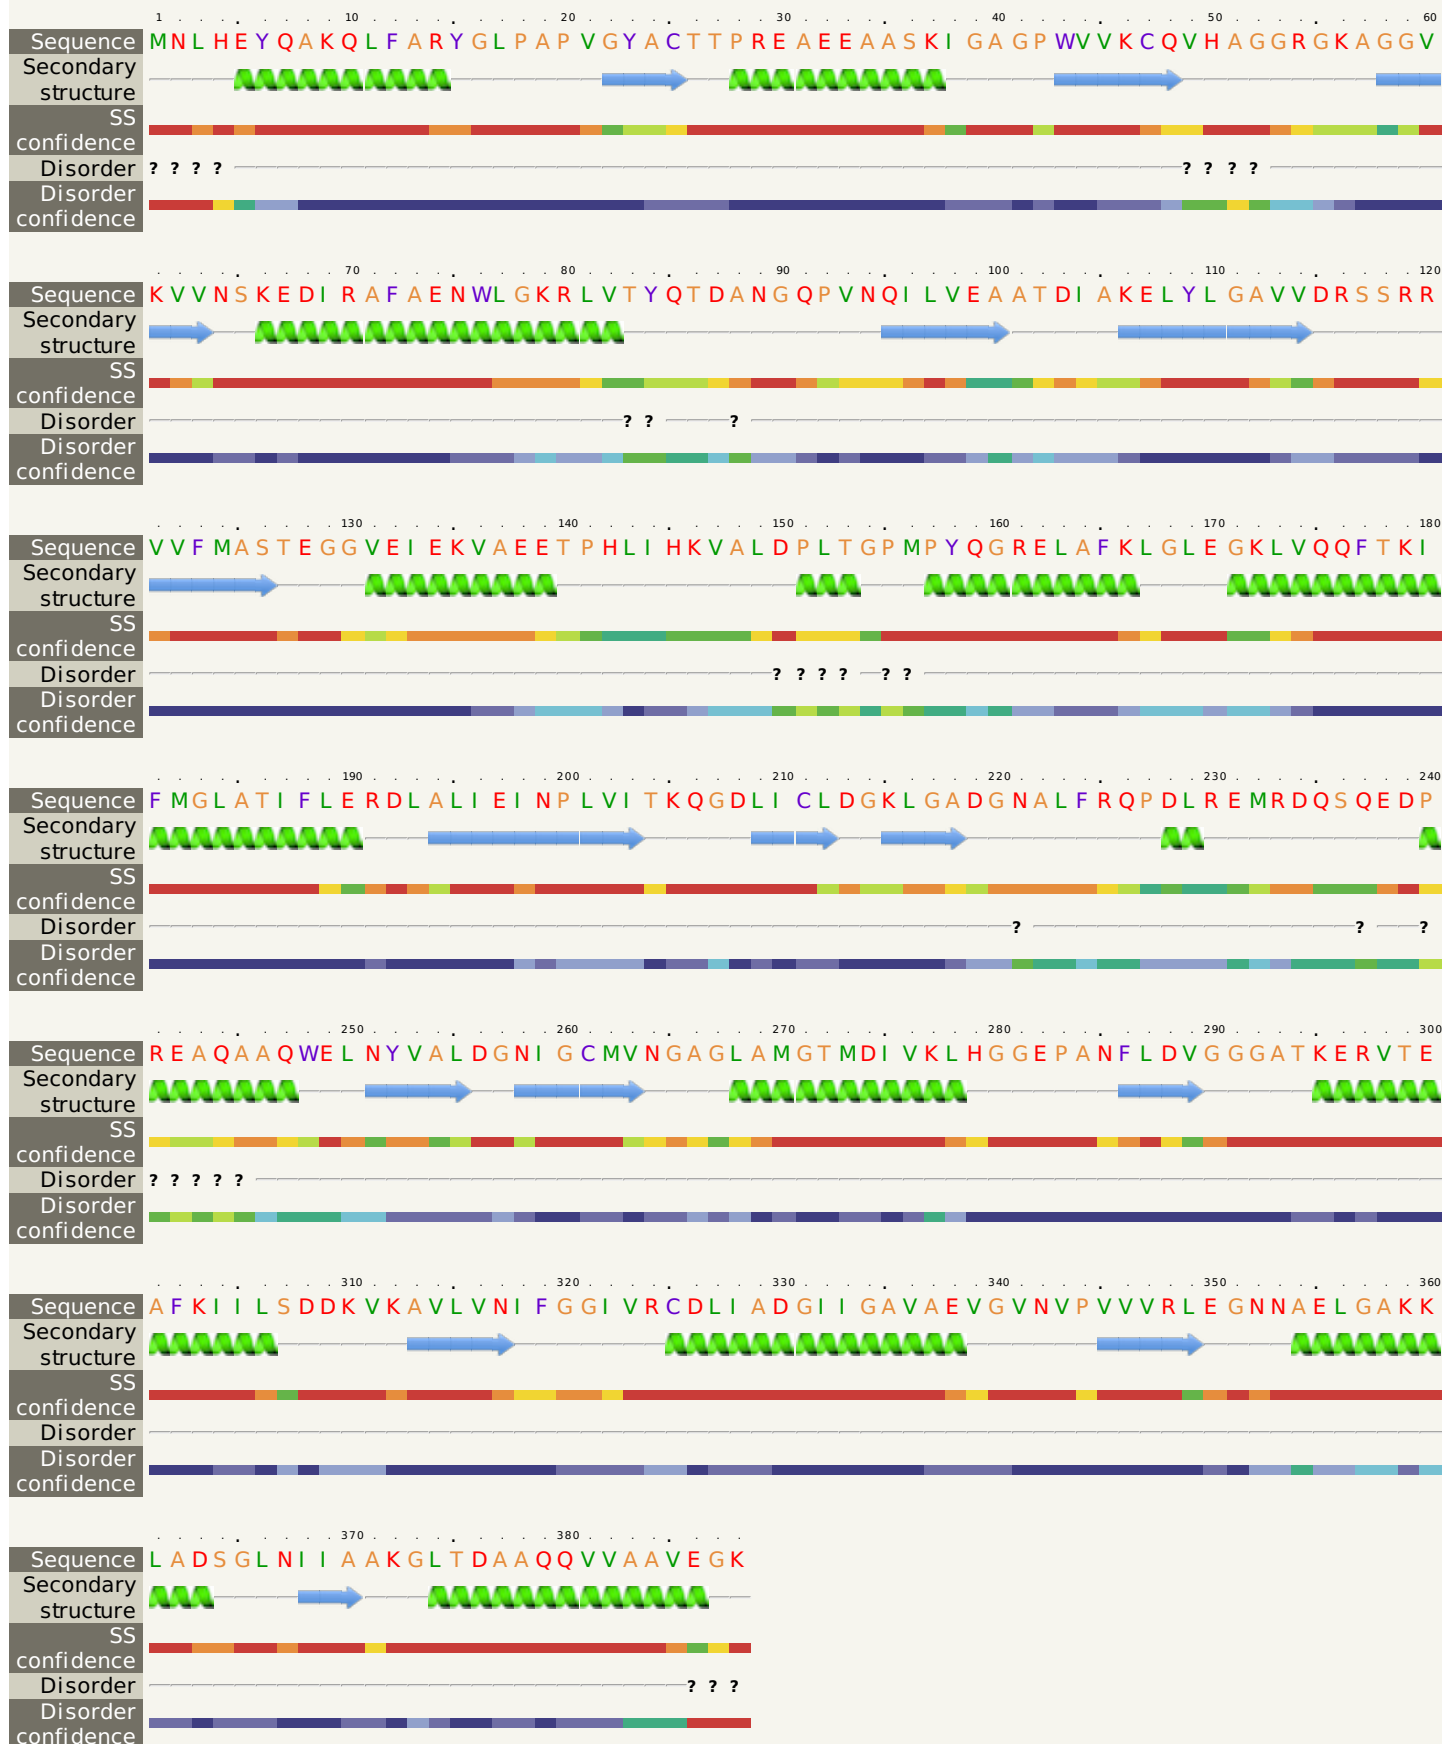 1 10 20 30 40 50 60
Sequence MNLHEYQAKQLFARYGLPAPVGYACTTPREAEEAASKIGAGPWVVKCQVHAGGRGKAGGV
Secondary
structure
SS
confidence
Disorder ? ? ? ? ? ? ? ?
Disorder
confidence
70 80 90 100 110 120
Sequence KVVNSKEDIRAFAENWLGKRLVTYQTDANGQPVNQILVEAATDIAKELYLGAVVDRSSRR
Secondary
structure
SS
confidence
Disorder ? ? ?
Disorder
confidence
130 140 150 160 170 180
Sequence VVFMASTEGGVEIEKVAEETPHLIHKVALDPLTGPMPYQGRELAFKLGLEGKLVQQFTKI
Secondary
structure
SS
confidence
Disorder ? ? ? ? ? ?
Disorder
confidence
190 200 210 220 230 240
Sequence FMGLATIFLERDLALIEINPLVITKQGDLICLDGKLGADGNALFRQPDLREMRDQSQEDP
Secondary
structure
SS
confidence
Disorder ? ? ?
Disorder
confidence
250 260 270 280 290 300
Sequence REAQAAQWELNYVALDGNIGCMVNGAGLAMGTMDIVKLHGGEPANFLDVGGGATKERVTE
Secondary
structure
SS
confidence
Disorder ? ? ? ? ?
Disorder
confidence
310 320 330 340 350 360
Sequence AFKIILSDDKVKAVLVNIFGGIVRCDLIADGIIGAVAEVGVNVPVVVRLEGNNAELGAKK
Secondary
structure
SS
confidence
Disorder
Disorder
confidence
370 380
Sequence LADSGLNIIAAKGLTDAAQQVVAAVEGK
Secondary
structure
SS
confidence
Disorder ? ? ?
Disorder
confidence